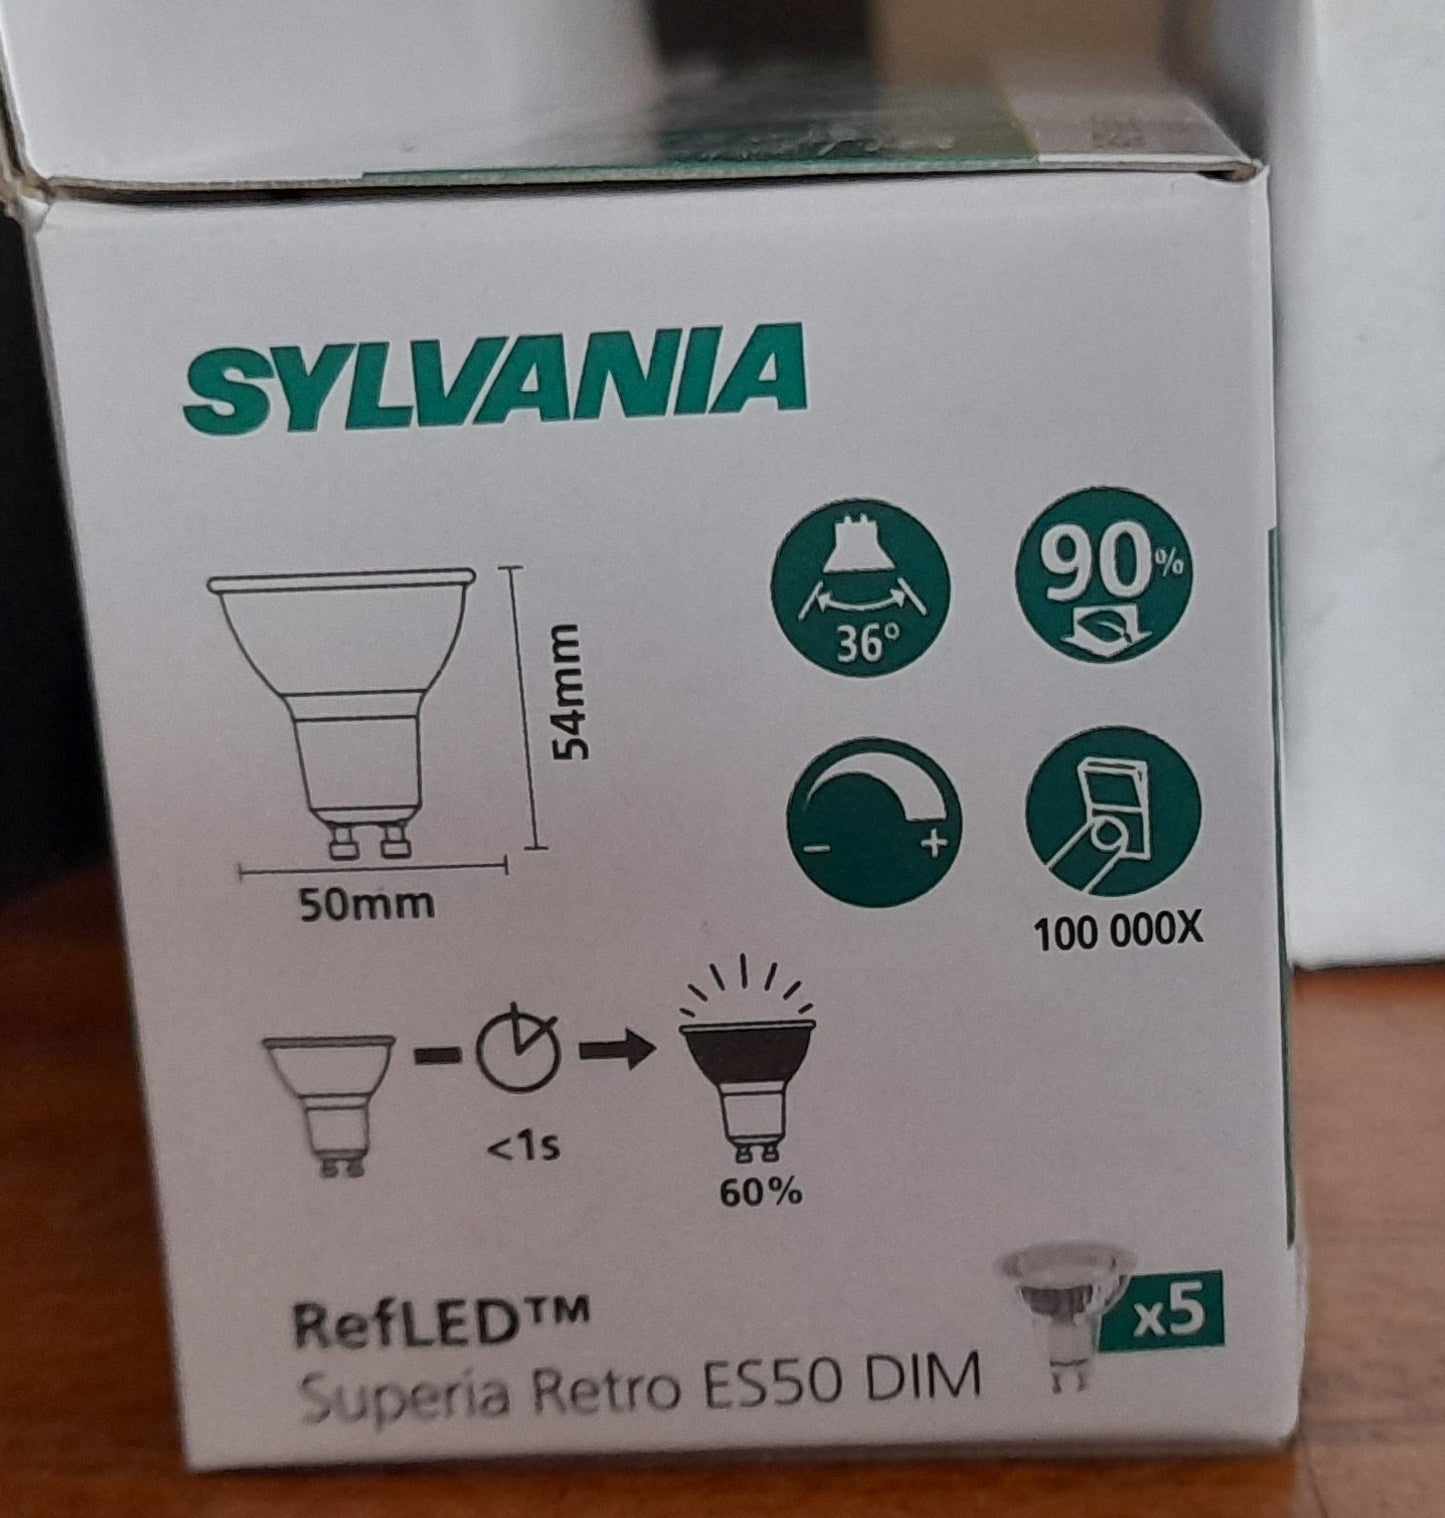 SYLVANIA
36°
90%
54mm
- +
50mm
100 000X
<1s
60%
RefLED™
x5
Superia Retro ES50 DIM